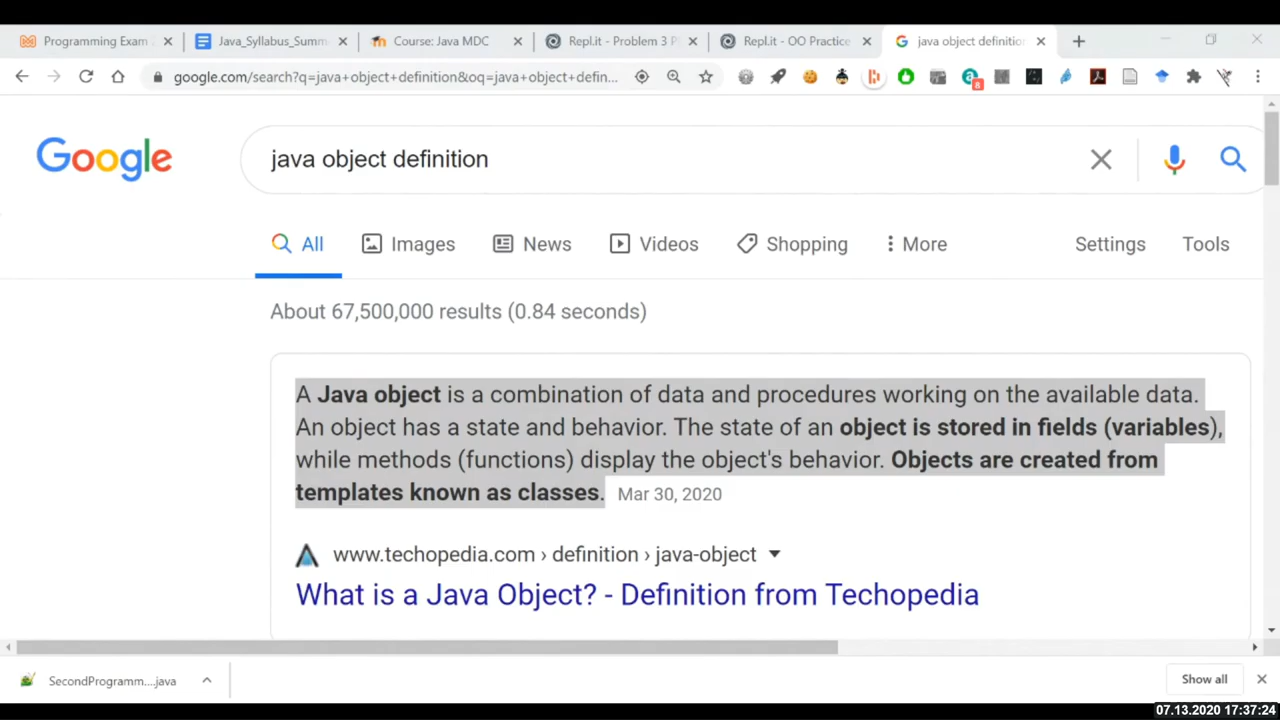 Programming Exam
Java_Syllabus_Summ
Course: Java MDC
Repl.it - Problem 3 P
Repl.it - OO Practice
java object definition
google.com/search?q=java+object+definition&oq=java+object+defin...
8
Google
java object definition
All
Images
News
Videos
Shopping
More
Settings
Tools
About 67,500,000 results (0.84 seconds)
A Java object is a combination of data and procedures working on the available data.
An object has a state and behavior. The state of an object is stored in fields (variables),
while methods (functions) display the object's behavior. Objects are created from
templates known as classes. Mar 30, 2020
www.techopedia.com › definition › java-object
What is a Java Object? - Definition from Techopedia
SecondProgramm....java
Show all
07.13.2020 17:37:24